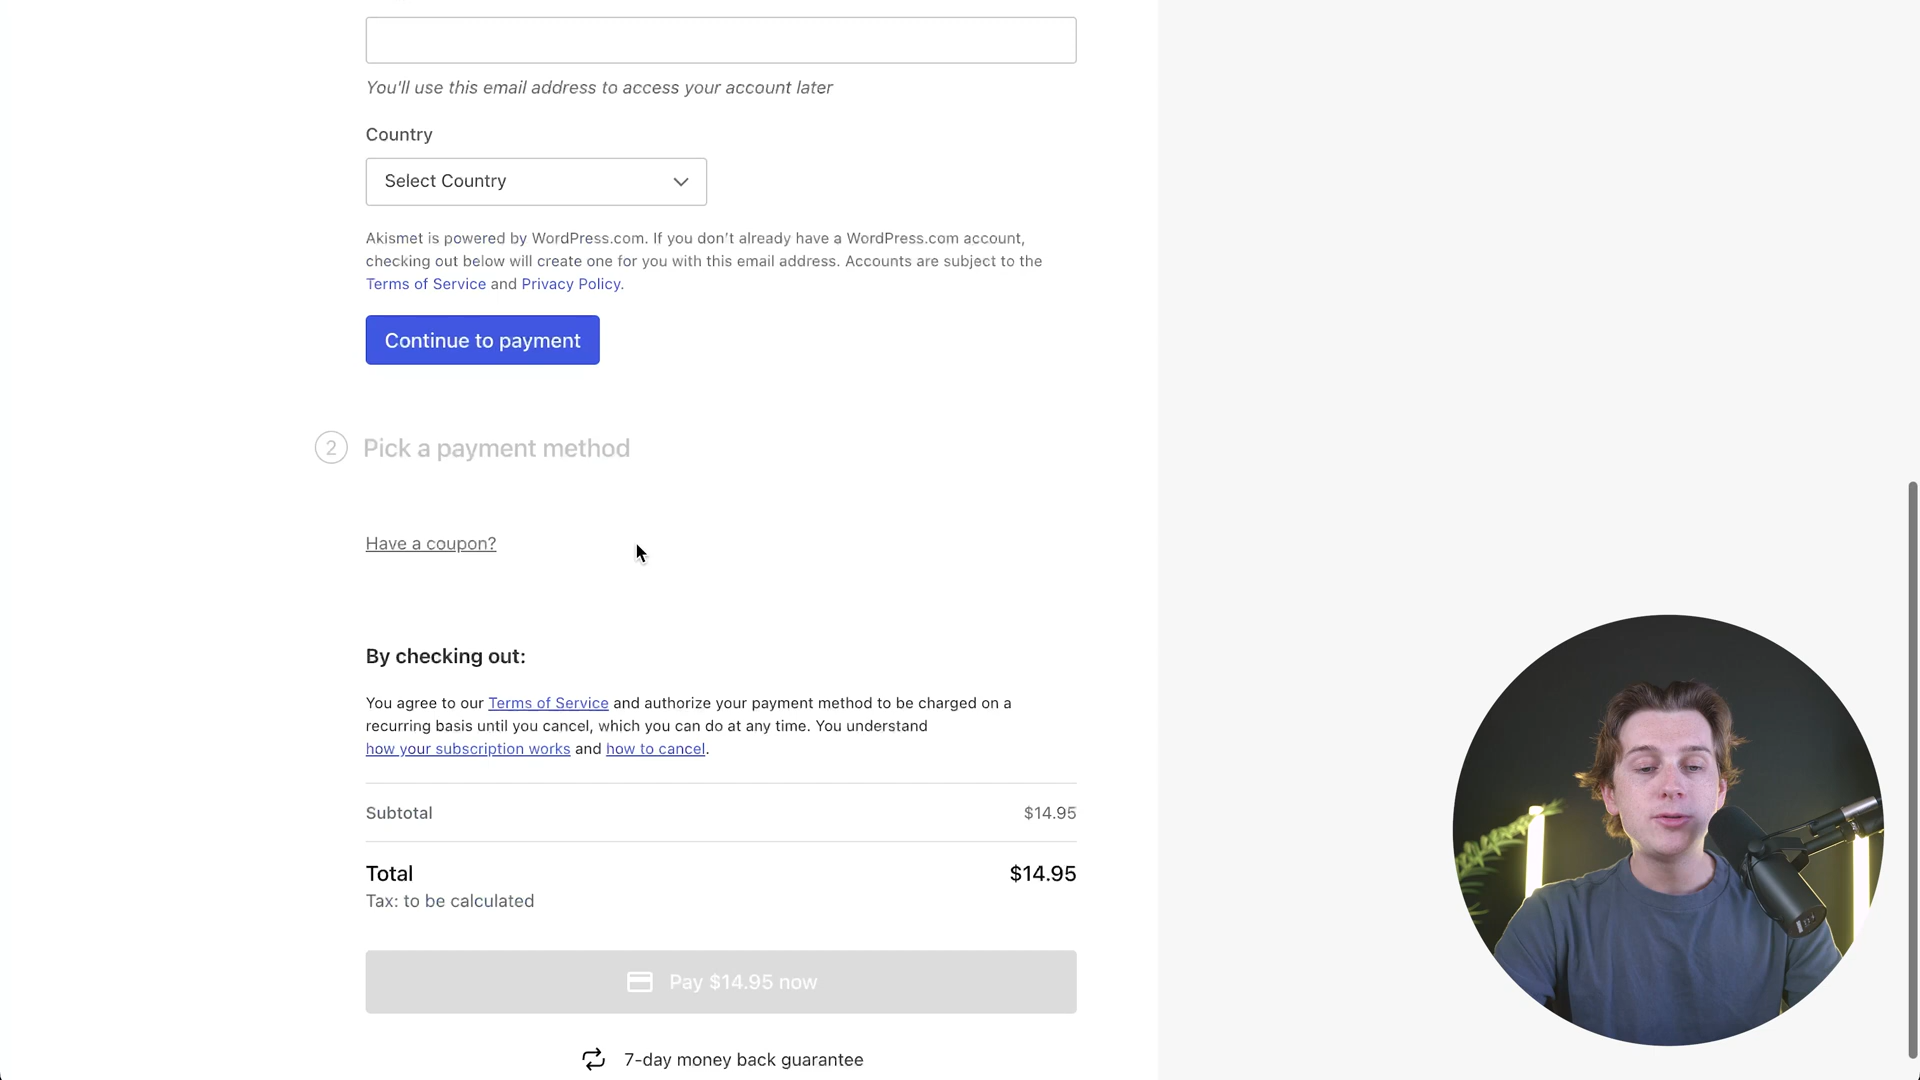 You'll use this email address to access your account later
Country
Select Country
Akismet is powered by WordPress.com. If you don’t already have a WordPress.com account,
checking out below will create one for you with this email address. Accounts are subject to the
Terms of Service and Privacy Policy.
Continue to payment
2 Pick a payment method
Have a coupon?
By checking out:
You agree to our Terms of Service and authorize your payment method to be charged on a
recurring basis until you cancel, which you can do at any time. You understand
how your subscription works and how to cancel.
Subtotal $14.95
Total $14.95
Tax: to be calculated
Pay $14.95 now
7-day money back guarantee